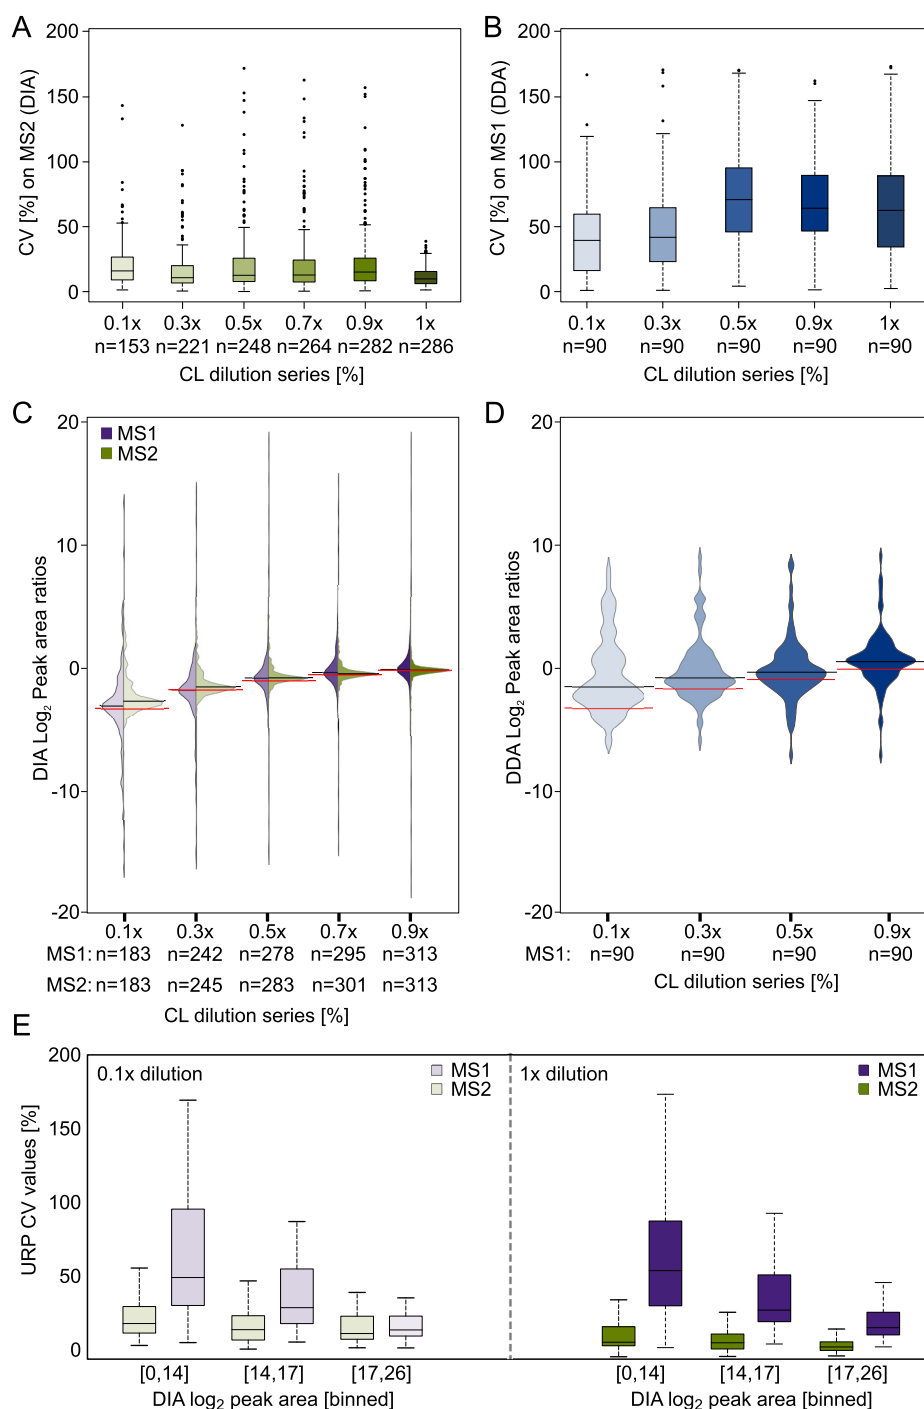 A
CV [%] on MS2 (DIA)
200
150
100
50
0
0.1x 0.3x 0.5x 0.7x 0.9x 1x
n=153 n=221 n=248 n=264 n=282 n=286
CL dilution series [%]
B
CV [%] on MS1 (DDA)
200
150
100
50
0
0.1x 0.3x 0.5x 0.9x 1x
n=90 n=90 n=90 n=90 n=90
CL dilution series [%]
C
DIA Log2 Peak area ratios
20
10
0
-10
-20
MS1
MS2
0.1x 0.3x 0.5x 0.7x 0.9x
MS1: n=183 n=242 n=278 n=295 n=313
MS2: n=183 n=245 n=283 n=301 n=313
CL dilution series [%]
D
DDA Log2 Peak area ratios
20
10
0
-10
-20
0.1x 0.3x 0.5x 0.9x
MS1: n=90 n=90 n=90 n=90
CL dilution series [%]
E
URP CV values [%]
200
150
100
50
0
0.1x dilution
MS1
MS2
[0,14] [14,17] [17,26]
DIA log2 peak area [binned]
1x dilution
MS1
MS2
[0,14] [14,17] [17,26]
DIA log2 peak area [binned]